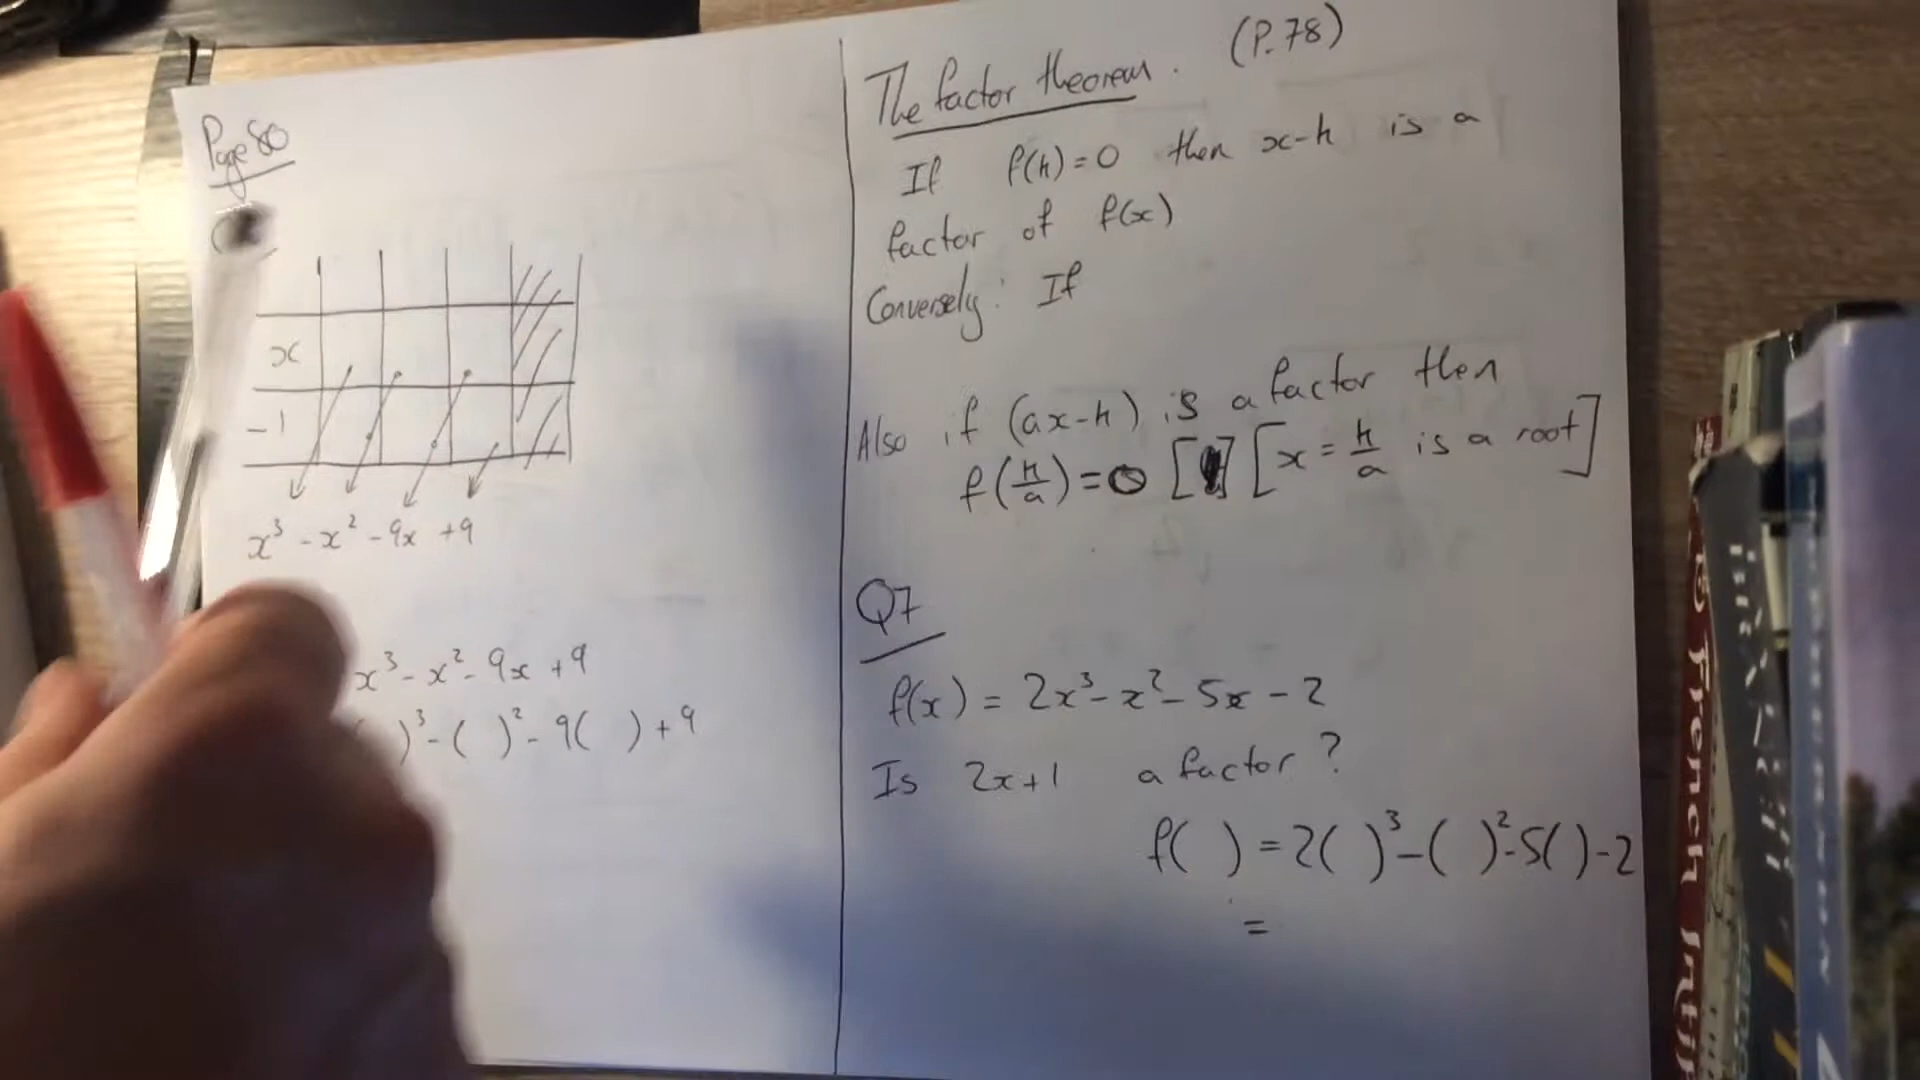 Page 80
x
-1
x³ - x² - 9x + 9
x³ - x² - 9x + 9
)³ - ( )² - 9( ) + 9
The factor theorem. (P. 78)
If f(h) = 0 then x-h is a
factor of f(x)
Conversely: If
Also if (ax-h) is a factor then
f(h/a) = 0 [x = h/a is a root]
Q7
f(x) = 2x³ - x² - 5x - 2
Is 2x+1 a factor?
f( ) = 2( )³ - ( )² - 5( ) - 2
=
French